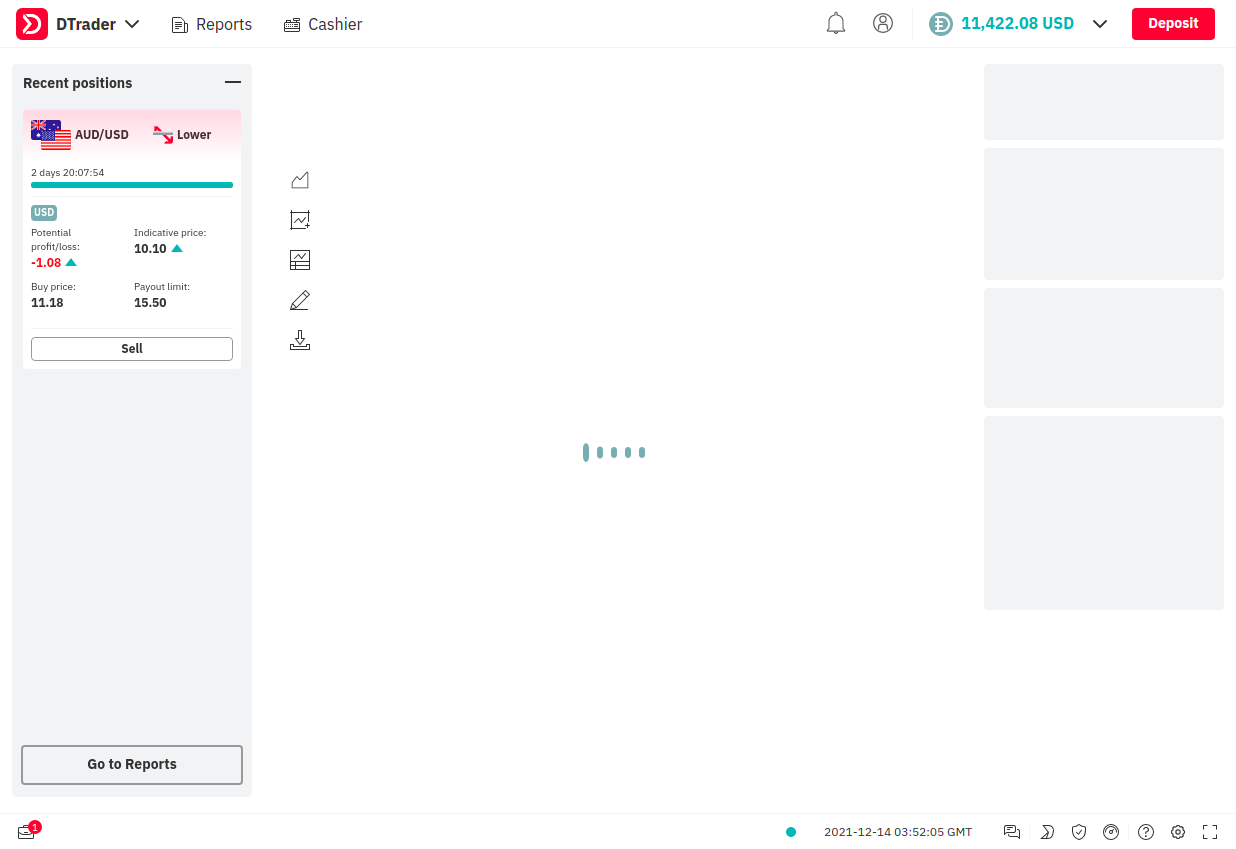 DTrader
Reports
Cashier
11,422.08 USD
Deposit
Recent positions
AUD/USD
Lower
2 days 20:07:54
USD
Potential profit/loss:
-1.08
Indicative price:
10.10
Buy price:
11.18
Payout limit:
15.50
Sell
Go to Reports
1
2021-12-14 03:52:05 GMT